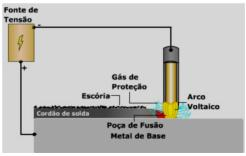 Fonte de
Tensão
-
+
Gás de
Proteção
Escória
Arco
Voltaico
Cordão de solda
Poça de Fusão
Metal de Base